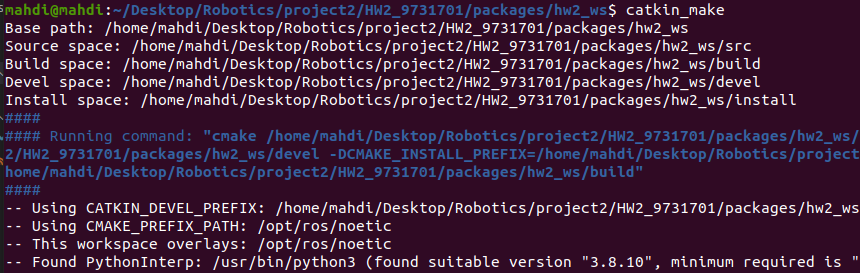 mahdi@mahdi:~/Desktop/Robotics/project2/HW2_9731701/packages/hw2_ws$ catkin_make
Base path: /home/mahdi/Desktop/Robotics/project2/HW2_9731701/packages/hw2_ws
Source space: /home/mahdi/Desktop/Robotics/project2/HW2_9731701/packages/hw2_ws/src
Build space: /home/mahdi/Desktop/Robotics/project2/HW2_9731701/packages/hw2_ws/build
Devel space: /home/mahdi/Desktop/Robotics/project2/HW2_9731701/packages/hw2_ws/devel
Install space: /home/mahdi/Desktop/Robotics/project2/HW2_9731701/packages/hw2_ws/install
####
#### Running command: "cmake /home/mahdi/Desktop/Robotics/project2/HW2_9731701/packages/hw2_ws/
2/HW2_9731701/packages/hw2_ws/devel -DCMAKE_INSTALL_PREFIX=/home/mahdi/Desktop/Robotics/project
home/mahdi/Desktop/Robotics/project2/HW2_9731701/packages/hw2_ws/build"
####
-- Using CATKIN_DEVEL_PREFIX: /home/mahdi/Desktop/Robotics/project2/HW2_9731701/packages/hw2_ws
-- Using CMAKE_PREFIX_PATH: /opt/ros/noetic
-- This workspace overlays: /opt/ros/noetic
-- Found PythonInterp: /usr/bin/python3 (found suitable version "3.8.10", minimum required is "